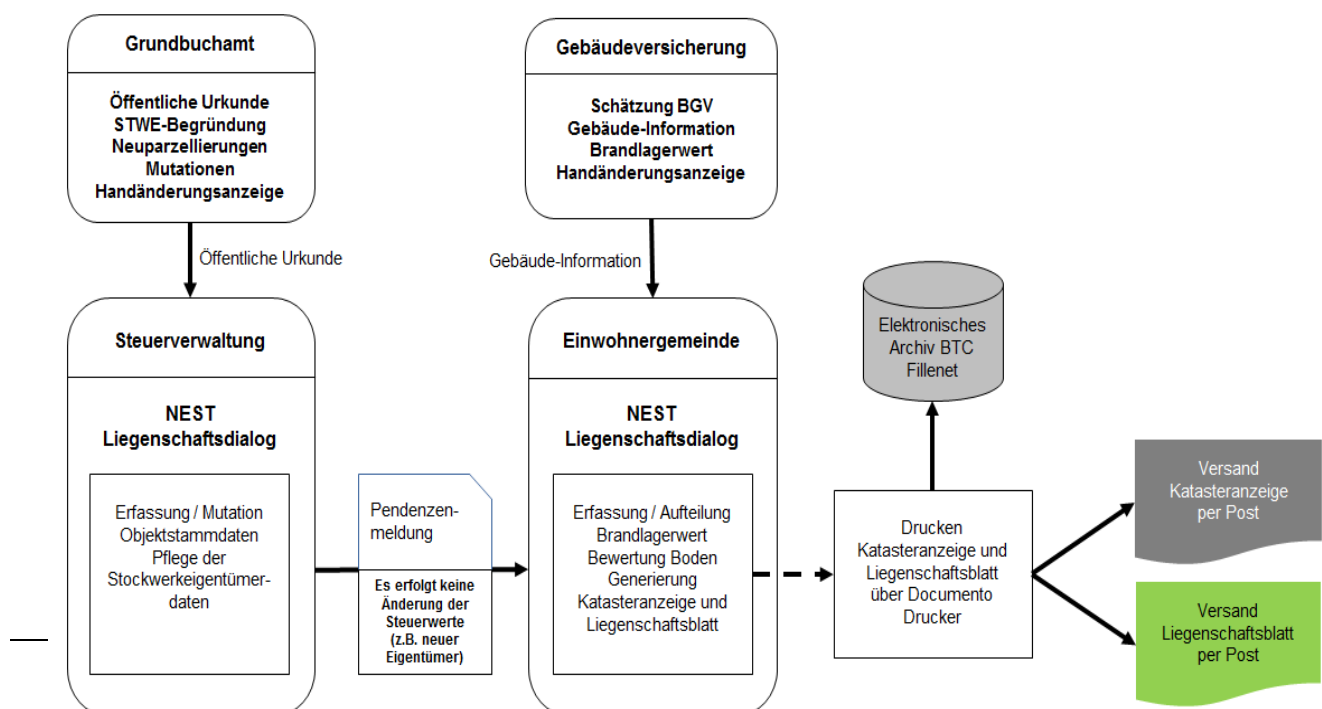 Grundbuchamt
Öffentliche Urkunde
STWE-Begründung
Neuparzellierungen
Mutationen
Handänderungsanzeige
Gebäudeversicherung
Schätzung BGV
Gebäude-Information
Brandlagerwert
Handänderungsanzeige
Öffentliche Urkunde
Gebäude-Information
Steuerverwaltung
NEST
Liegenschaftsdialog
Erfassung / Mutation
Objektstammdaten
Pflege der
Stockwerkeigentümer-
daten
Pendenzen-
meldung
Es erfolgt keine
Änderung der
Steuerwerte
(z.B. neuer
Eigentümer)
Einwohnergemeinde
NEST
Liegenschaftsdialog
Erfassung / Aufteilung
Brandlagerwert
Bewertung Boden
Generierung
Katasteranzeige und
Liegenschaftsblatt
Elektronisches
Archiv BTC
Fillenet
Drucken
Katasteranzeige und
Liegenschaftsblatt
über Documento
Drucker
Versand
Katasteranzeige
per Post
Versand
Liegenschaftsblatt
per Post